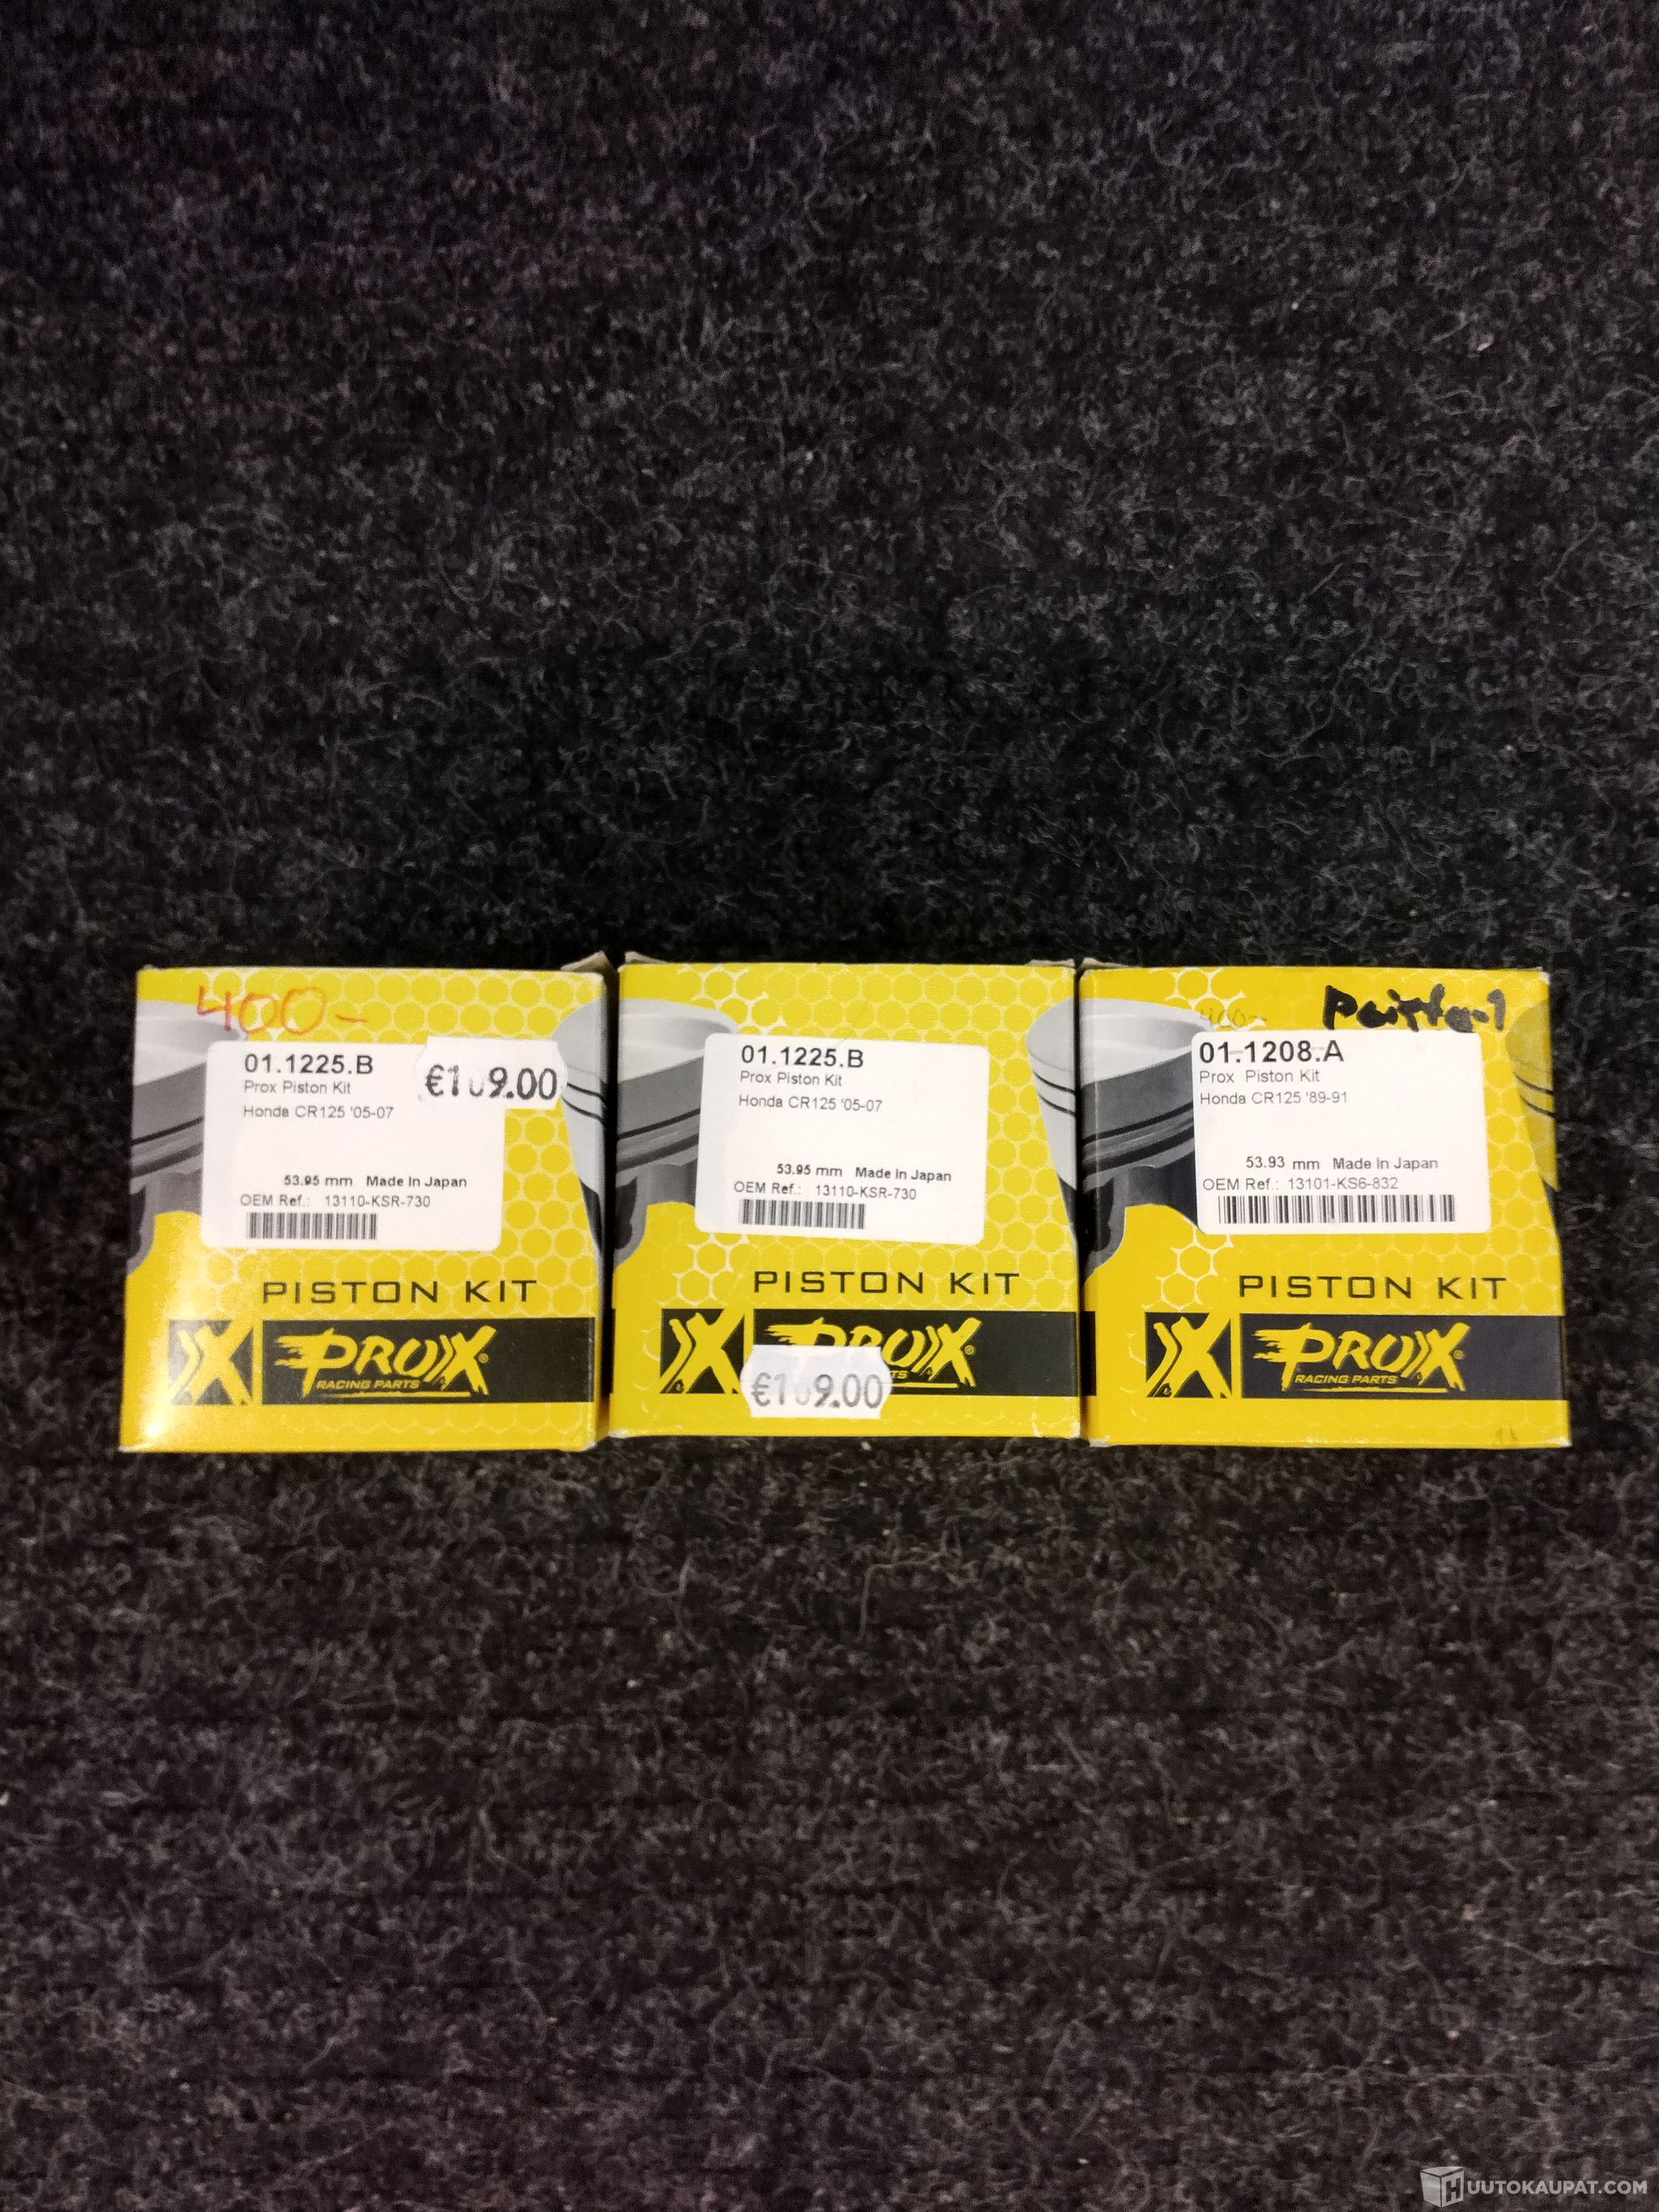 400-
01.1225.B
€109.00
Prox Piston Kit
Honda CR125 '05-07
53.95 mm Made In Japan
OEM Ref.: 13110-KSR-730
PISTON KIT
PROX
RACING PARTS
01.1225.B
Prox Piston Kit
Honda CR125 '05-07
53.95 mm Made In Japan
OEM Ref.: 13110-KSR-730
PISTON KIT
PROX
€109.00
400-
01.1208.A
Prox Piston Kit
Honda CR125 '89-91
53.93 mm Made In Japan
OEM Ref.: 13101-KS6-832
PISTON KIT
PROX
RACING PARTS
HUUTOKAUPAT.COM